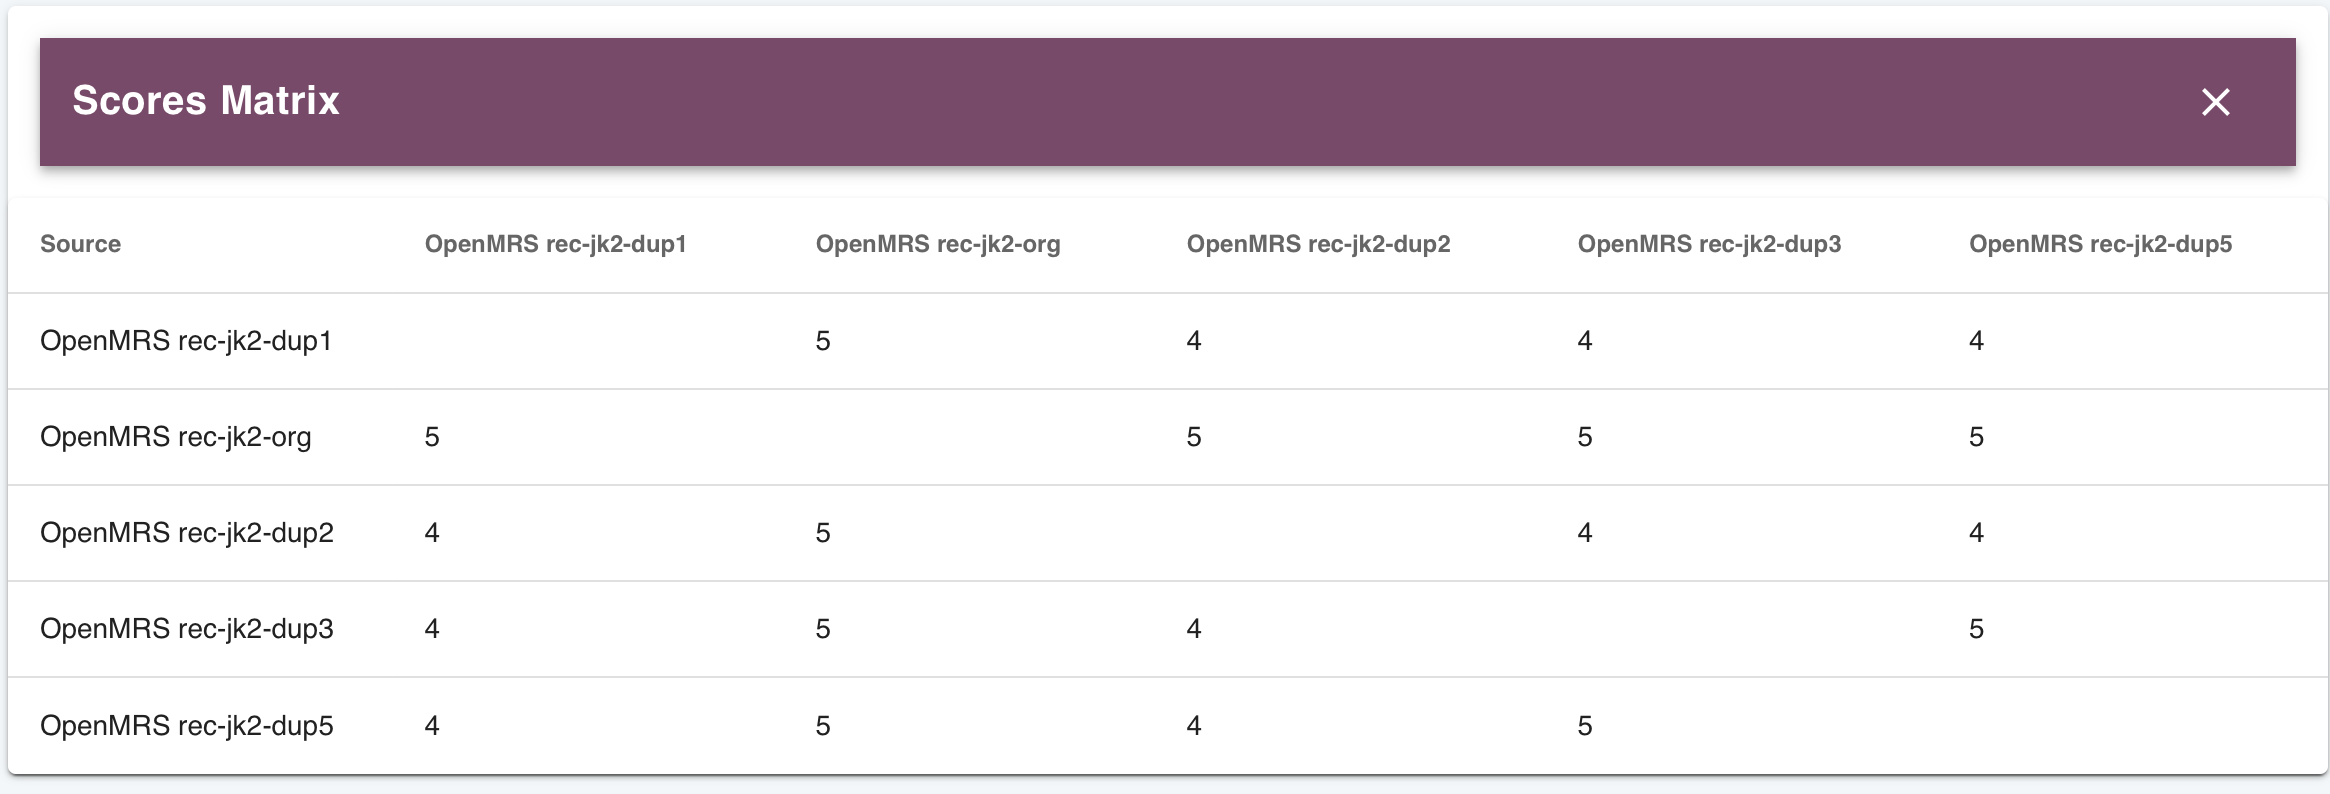 Scores Matrix
Source OpenMRS rec-jk2-dup1 OpenMRS rec-jk2-org OpenMRS rec-jk2-dup2 OpenMRS rec-jk2-dup3 OpenMRS rec-jk2-dup5
OpenMRS rec-jk2-dup1 5 4 4 4
OpenMRS rec-jk2-org 5 5 5 5
OpenMRS rec-jk2-dup2 4 5 4 4
OpenMRS rec-jk2-dup3 4 5 4 5
OpenMRS rec-jk2-dup5 4 5 4 5